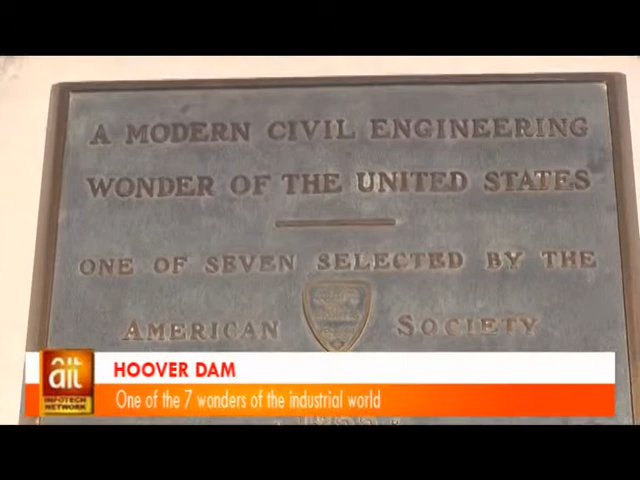 A MODERN CIVIL ENGINEERING
WONDER OF THE UNITED STATES
ONE OF SEVEN SELECTED BY THE
AMERICAN SOCIETY
ait
INFOTECH
NETWORK
HOOVER DAM
One of the 7 wonders of the industrial world